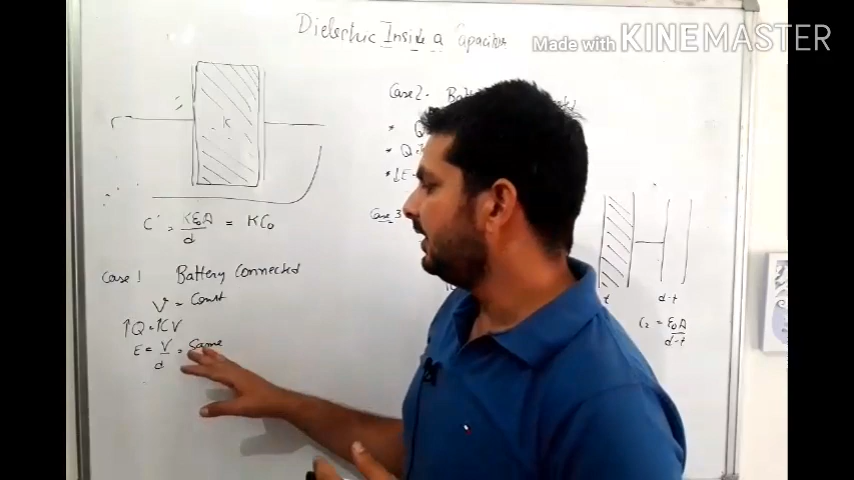 Dielectric Inside a Capacitor
Made with KINEMASTER
K
C' = Kε₀A/d = KC₀
Case 1 Battery Connected
V = Const
↑Q = ↑CV
E = V/d = Same
Case 2-
* Q
* Q
* ↓E
Case 3
t d-t
C₂ = ε₀A/d-t